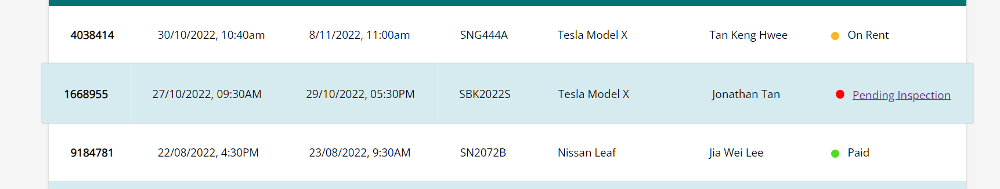 4038414 30/10/2022, 10:40am 8/11/2022, 11:00am SNG444A Tesla Model X Tan Keng Hwee On Rent
1668955 27/10/2022, 09:30AM 29/10/2022, 05:30PM SBK2022S Tesla Model X Jonathan Tan Pending Inspection
9184781 22/08/2022, 4:30PM 23/08/2022, 9:30AM SN2072B Nissan Leaf Jia Wei Lee Paid